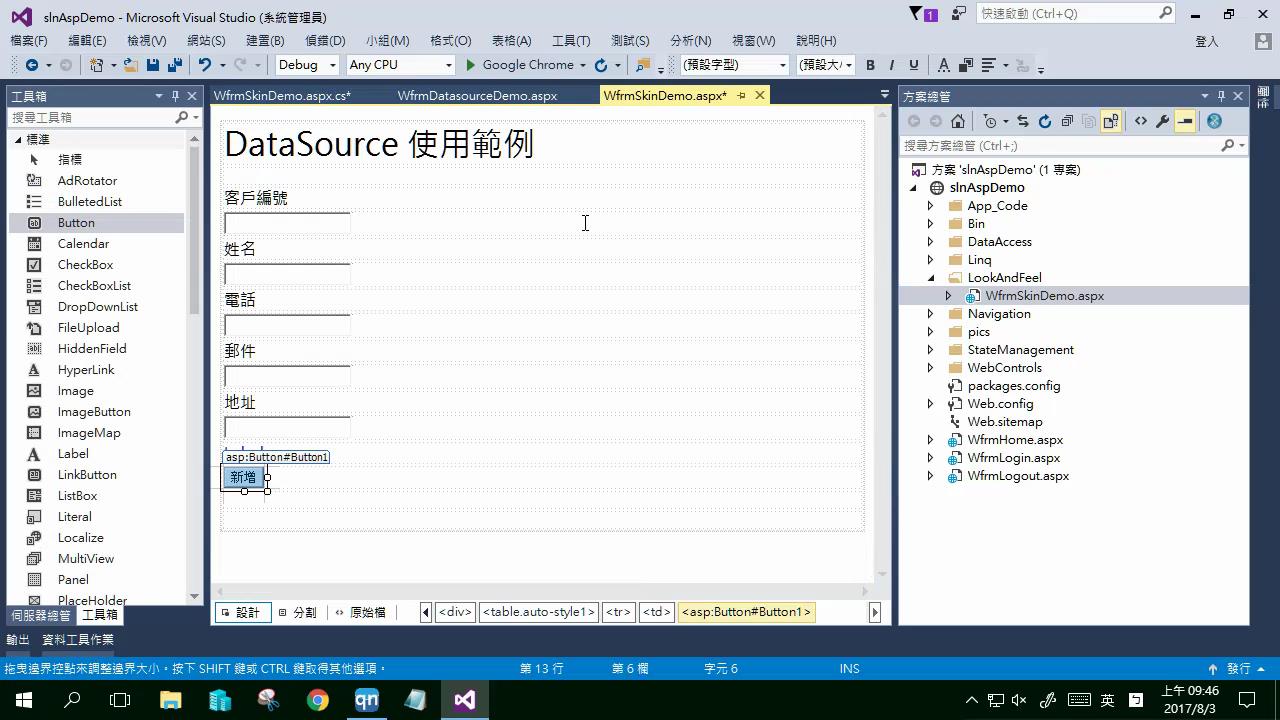 slnAspDemo - Microsoft Visual Studio (系統管理員)
1
快速啟動 (Ctrl+Q)
檔案(F) 編輯(E) 檢視(V) 網站(S) 建置(B) 偵錯(D) 小組(M) 格式(O) 表格(A) 工具(T) 測試(S) 分析(N) 視窗(W) 說明(H)
登入
Debug Any CPU Google Chrome (預設字型) (預設大/
工具箱
搜尋工具箱
標準
指標
AdRotator
BulletedList
Button
Calendar
CheckBox
CheckBoxList
DropDownList
FileUpload
HiddenField
HyperLink
Image
ImageButton
ImageMap
Label
LinkButton
ListBox
Literal
Localize
MultiView
Panel
PlaceHolder
伺服器總管 工具箱
WfrmSkinDemo.aspx.cs* WfrmDatasourceDemo.aspx WfrmSkinDemo.aspx*
DataSource 使用範例
客戶編號
姓名
電話
郵件
地址
asp:Button#Button1
新增
設計 分割 原始檔 <div> <table.auto-style1> <tr> <td> <asp:Button#Button1>
方案總管
搜尋方案總管 (Ctrl+;)
方案 'slnAspDemo' (1 專案)
slnAspDemo
App_Code
Bin
DataAccess
Linq
LookAndFeel
WfrmSkinDemo.aspx
Navigation
pics
StateManagement
WebControls
packages.config
Web.config
Web.sitemap
WfrmHome.aspx
WfrmLogin.aspx
WfrmLogout.aspx
輸出 資料工具作業
拖曳邊界控點來調整邊界大小。按下 SHIFT 鍵或 CTRL 鍵取得其他選項。 第 13 行 第 6 欄 字元 6 INS 發行
qn
英
上午 09:46
2017/8/3